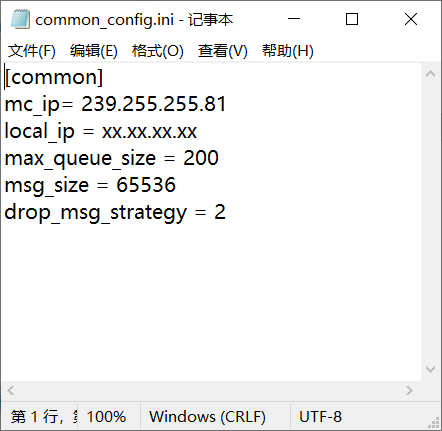 common_config.ini - 记事本
文件(F) 编辑(E) 格式(O) 查看(V) 帮助(H)
[common]
mc_ip= 239.255.255.81
local_ip = xx.xx.xx.xx
max_queue_size = 200
msg_size = 65536
drop_msg_strategy = 2
第 1 行, 100% Windows (CRLF) UTF-8